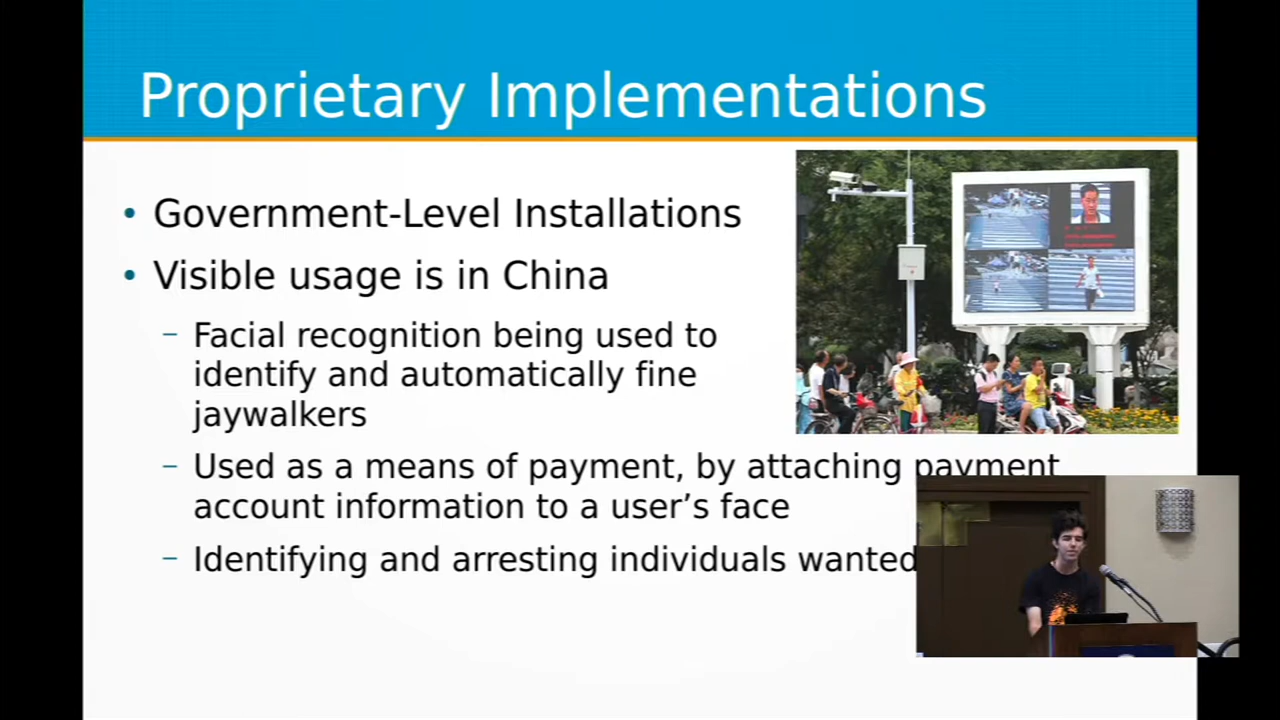 Proprietary Implementations
• Government-Level Installations
• Visible usage is in China
– Facial recognition being used to
identify and automatically fine
jaywalkers
– Used as a means of payment, by attaching payment
account information to a user’s face
– Identifying and arresting individuals wanted